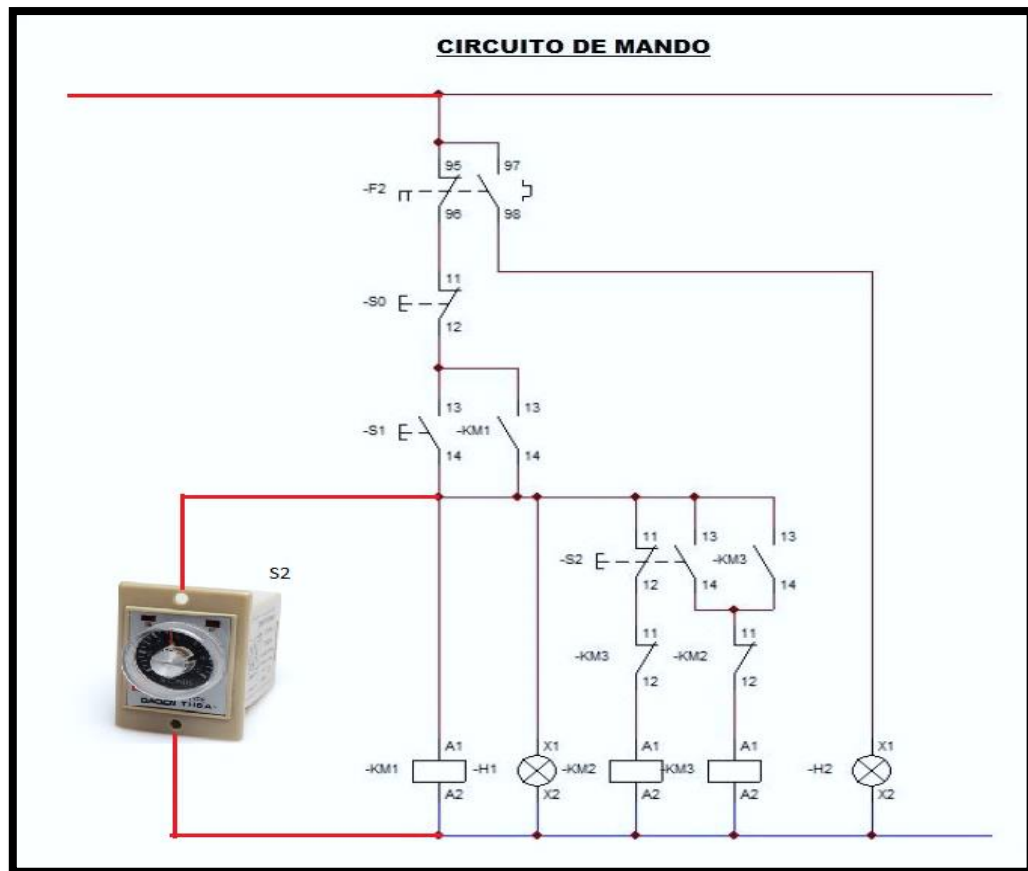 CIRCUITO DE MANDO
95 97
-F2
96 98
11
-S0
12
13 13
-S1 -KM1
14 14
S2
11 13 13
-S2 -KM3
12 14 14
11 11
-KM3 -KM2
12 12
A1 X1 A1 A1 X1
-KM1 -H1 -KM2 -KM3 -H2
A2 X2 A2 A2 X2